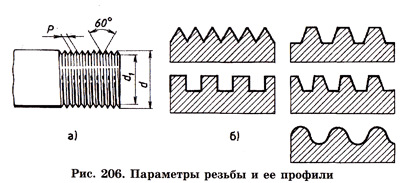 P
60°
d₁
d
а)
б)
Рис. 206. Параметры резьбы и ее профили